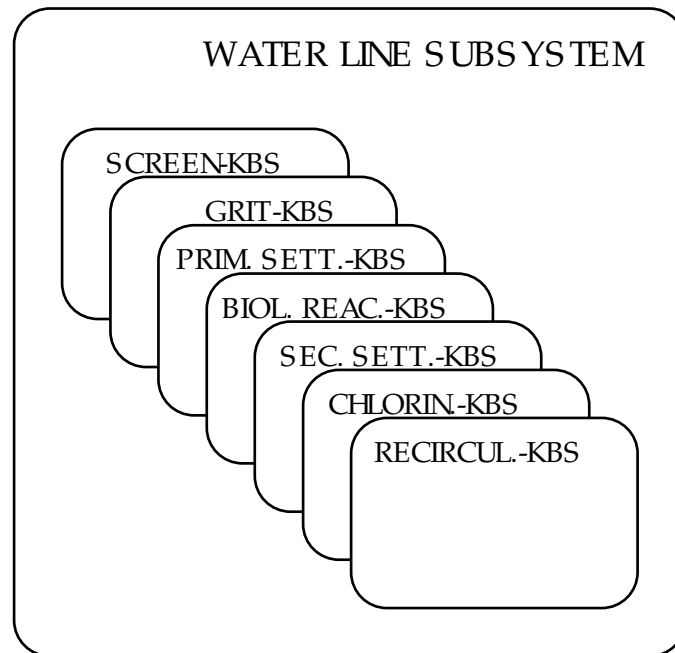 WATER LINE SUBSYSTEM
SCREEN-KBS
GRIT-KBS
PRIM. SETT.-KBS
BIOL. REAC.-KBS
SEC. SETT.-KBS
CHLORIN.-KBS
RECIRCUL.-KBS